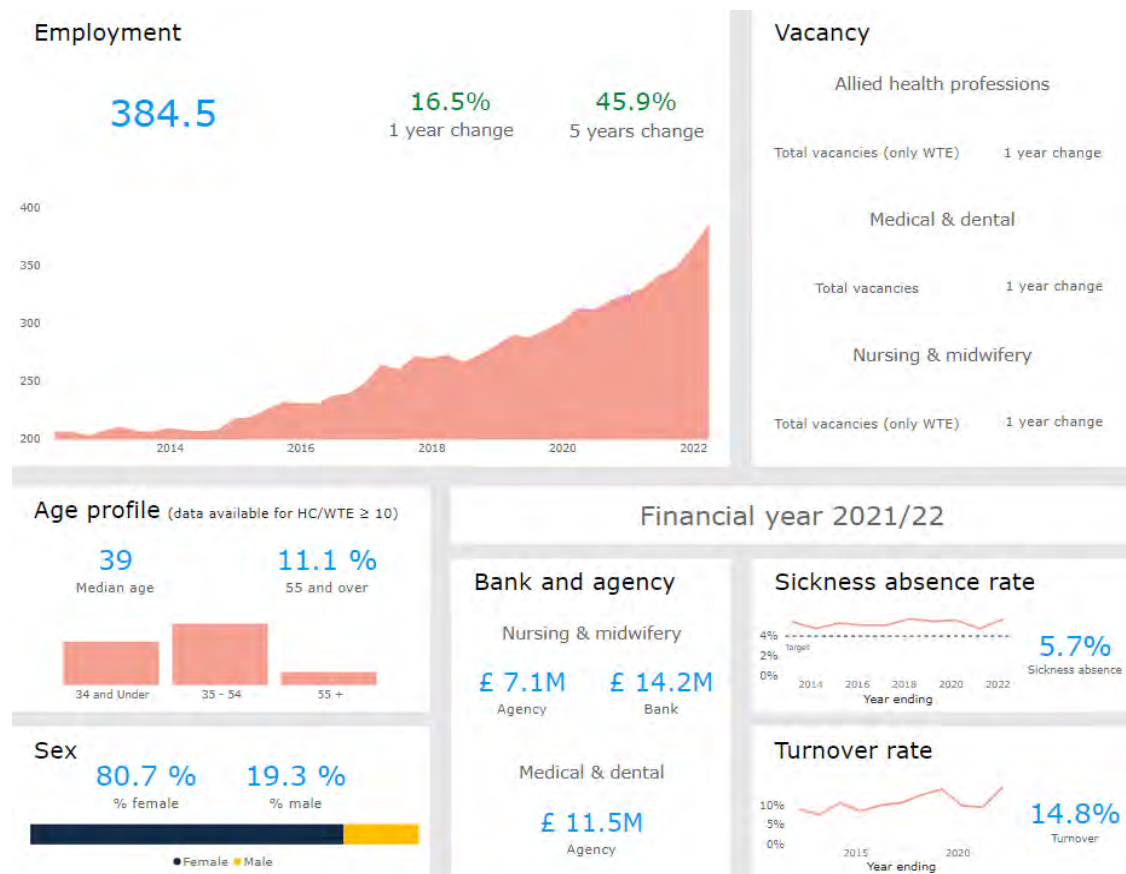 Employment
384.5
16.5%
1 year change
45.9%
5 years change
400
350
300
250
200
2014
2016
2018
2020
2022
Vacancy
Allied health professions
Total vacancies (only WTE)
1 year change
Medical & dental
Total vacancies
1 year change
Nursing & midwifery
Total vacancies (only WTE)
1 year change
Age profile (data available for HC/WTE ≥ 10)
39
Median age
11.1 %
55 and over
34 and Under
35 - 54
55 +
Sex
80.7 %
% female
19.3 %
% male
Female Male
Financial year 2021/22
Bank and agency
Nursing & midwifery
£ 7.1M
Agency
£ 14.2M
Bank
Medical & dental
£ 11.5M
Agency
Sickness absence rate
4%
2%
0%
Target
2014
2016
2018
2020
2022
Year ending
5.7%
Sickness absence
Turnover rate
10%
5%
0%
2015
2020
Year ending
14.8%
Turnover